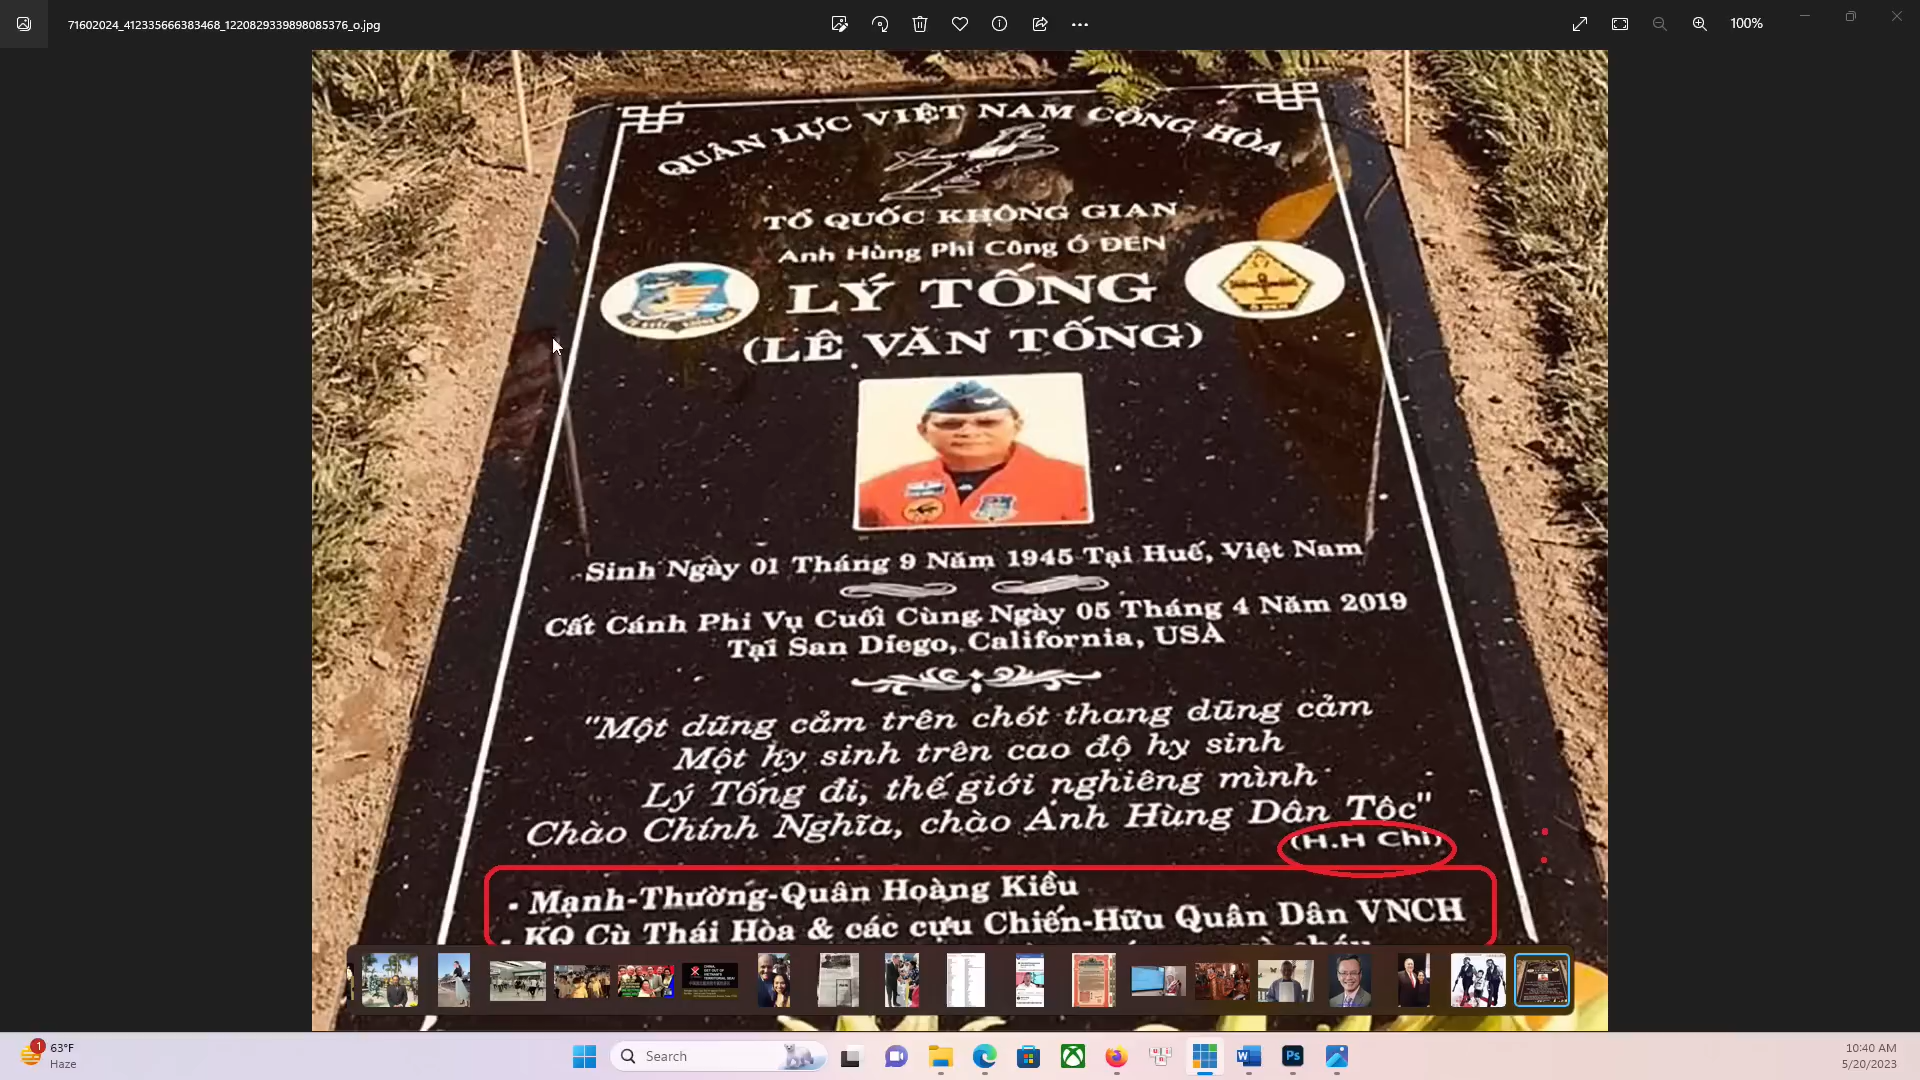 71602024_412335666383468_1220829339898085376_o.jpg
100%
QUÂN LỰC VIỆT NAM CỘNG HÒA
TỔ QUỐC KHÔNG GIAN
Anh Hùng Phi Công Ó ĐEN
LÝ TỐNG
(LÊ VĂN TỐNG)
Sinh Ngày 01 Tháng 9 Năm 1945 Tại Huế, Việt Nam
Cất Cánh Phi Vụ Cuối Cùng Ngày 05 Tháng 4 Năm 2019
Tại San Diego, California, USA
"Một dũng cảm trên chót thang dũng cảm
Một hy sinh trên cao độ hy sinh
Lý Tống đi, thế giới nghiêng mình
Chào Chính Nghĩa, chào Anh Hùng Dân Tộc"
(H.H Chi)
- Mạnh-Thường-Quân Hoàng Kiều
- KQ Cù Thái Hòa & các cựu Chiến-Hữu Quân Dân VNCH
1
63°F
Haze
Search
W
Ps
10:40 AM
5/20/2023